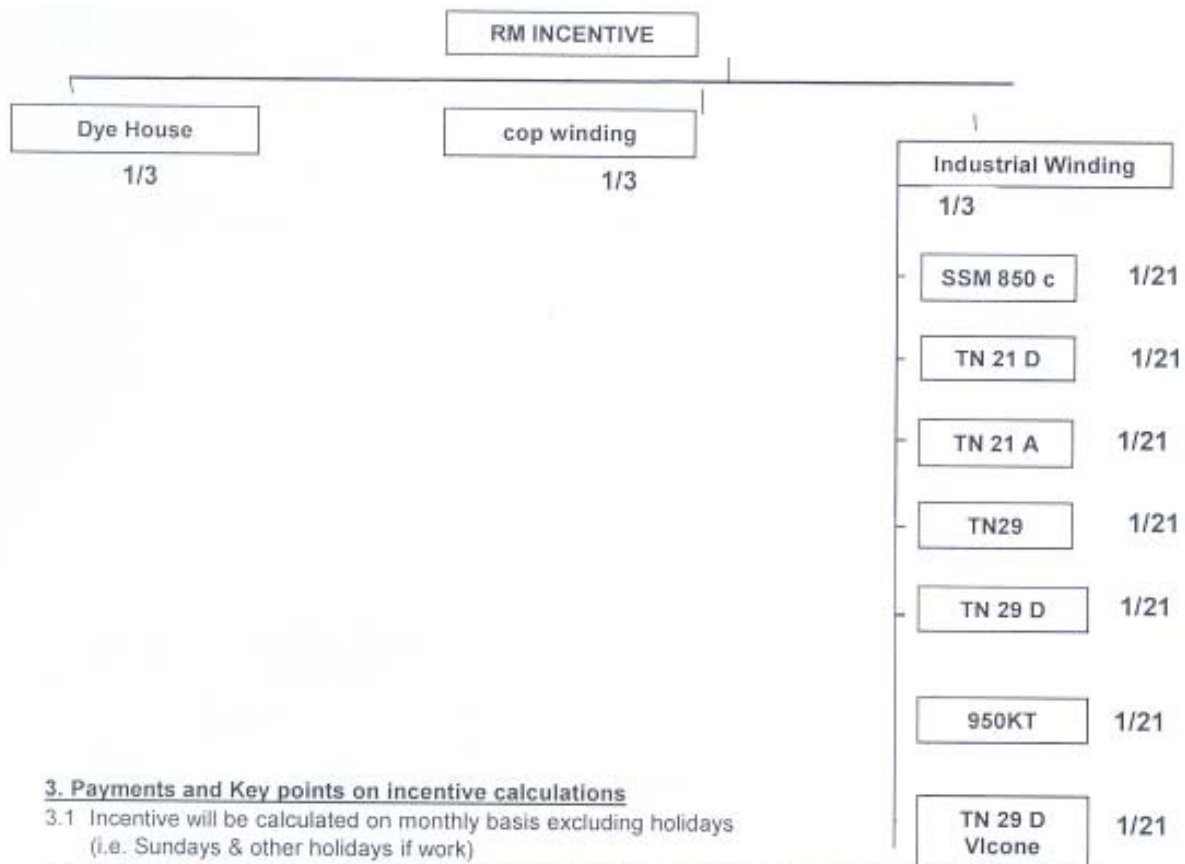 RM INCENTIVE
Dye House
cop winding
Industrial Winding
1/3
1/3
1/3
SSM 850 c
1/21
TN 21 D
1/21
TN 21 A
1/21
TN29
1/21
TN 29 D
1/21
950KT
1/21
TN 29 D
VIcone
1/21
3. Payments and Key points on incentive calculations
3.1 Incentive will be calculated on monthly basis excluding holidays
(i.e. Sundays & other holidays if work)